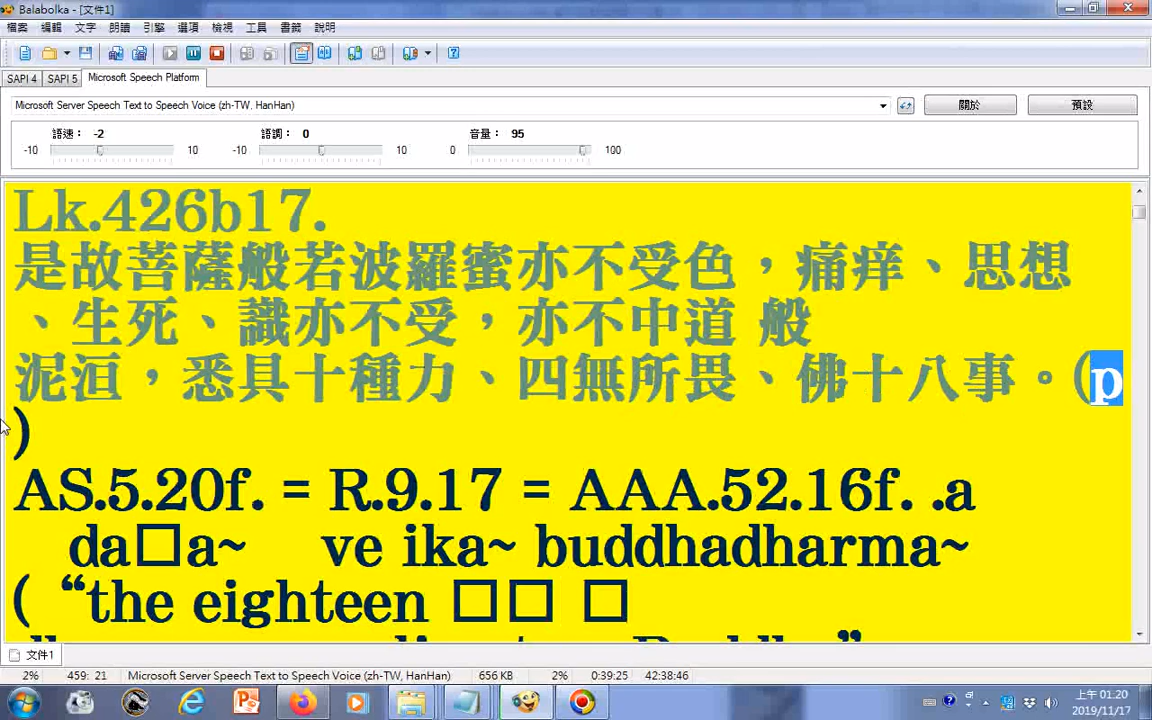 Balabolka - [文件1]
檔案 編輯 文字 朗讀 引擎 選項 檢視 工具 書籤 說明
SAPI 4 SAPI 5 Microsoft Speech Platform
Microsoft Server Speech Text to Speech Voice (zh-TW, HanHan) 關於 預設
語速： -2 語調： 0 音量： 95
-10 10 -10 10 0 100
Lk.426b17.
是故菩薩般若波羅蜜亦不受色，痛痒、思想
、生死、識亦不受，亦不中道 般
泥洹，悉具十種力、四無所畏、佛十八事。(p
)
AS.5.20f. = R.9.17 = AAA.52.16f. .a
da□a~ ve ika~ buddhadharma~
( “the eighteen □□ □
文件1
2% 459: 21 Microsoft Server Speech Text to Speech Voice (zh-TW, HanHan) 656 KB 2% 0:39:25 42:38:46
上午 01:20
2019/11/17